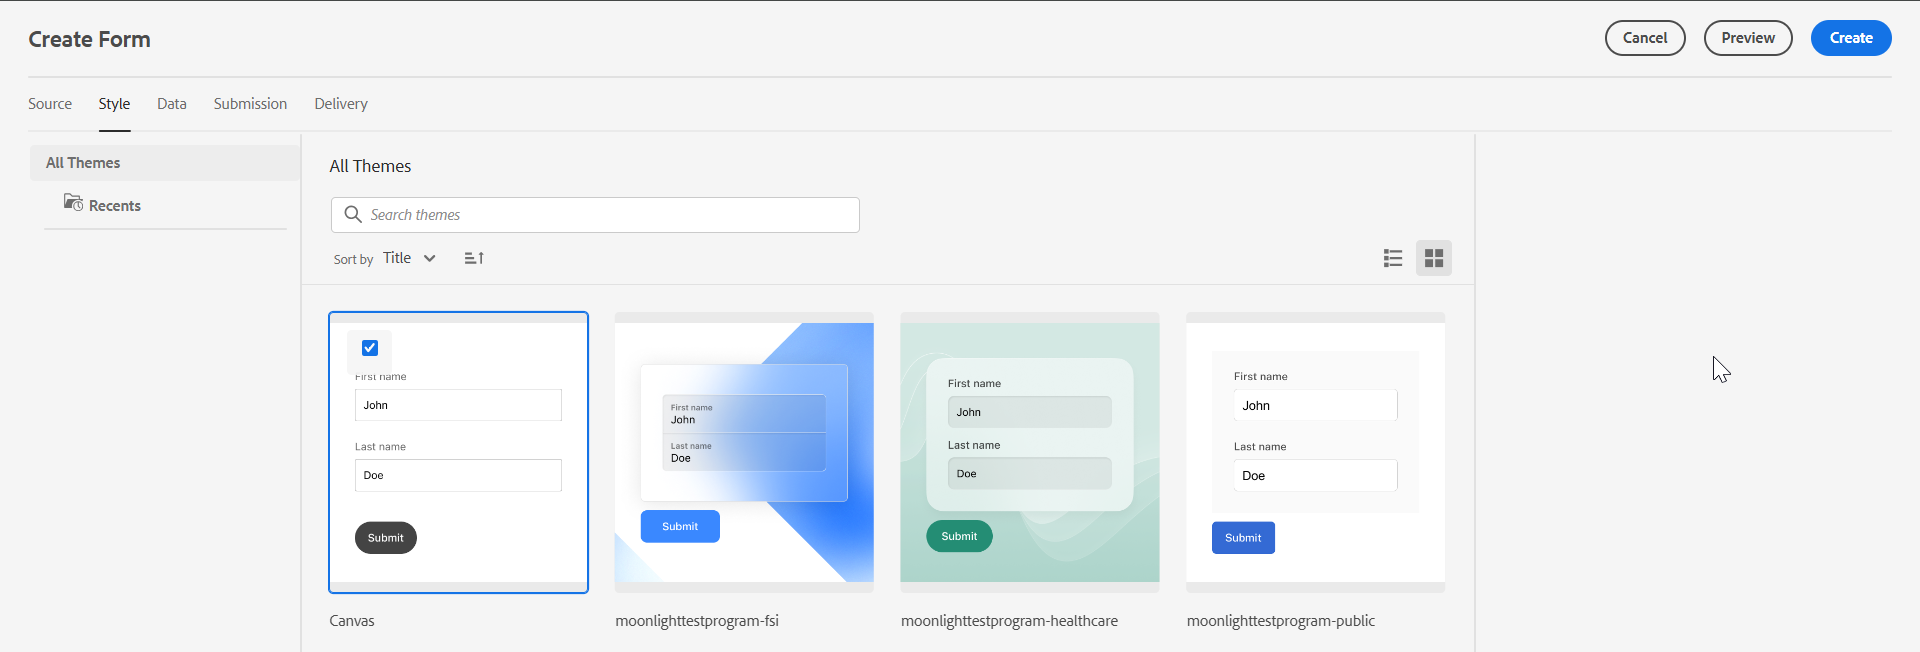 Create Form
Cancel
Preview
Create
Source
Style
Data
Submission
Delivery
All Themes
Recents
All Themes
Search themes
Sort by Title
First name
John
Last name
Doe
Submit
Canvas
First name
John
Last name
Doe
Submit
moonlighttestprogram-fsi
First name
John
Last name
Doe
Submit
moonlighttestprogram-healthcare
First name
John
Last name
Doe
Submit
moonlighttestprogram-public